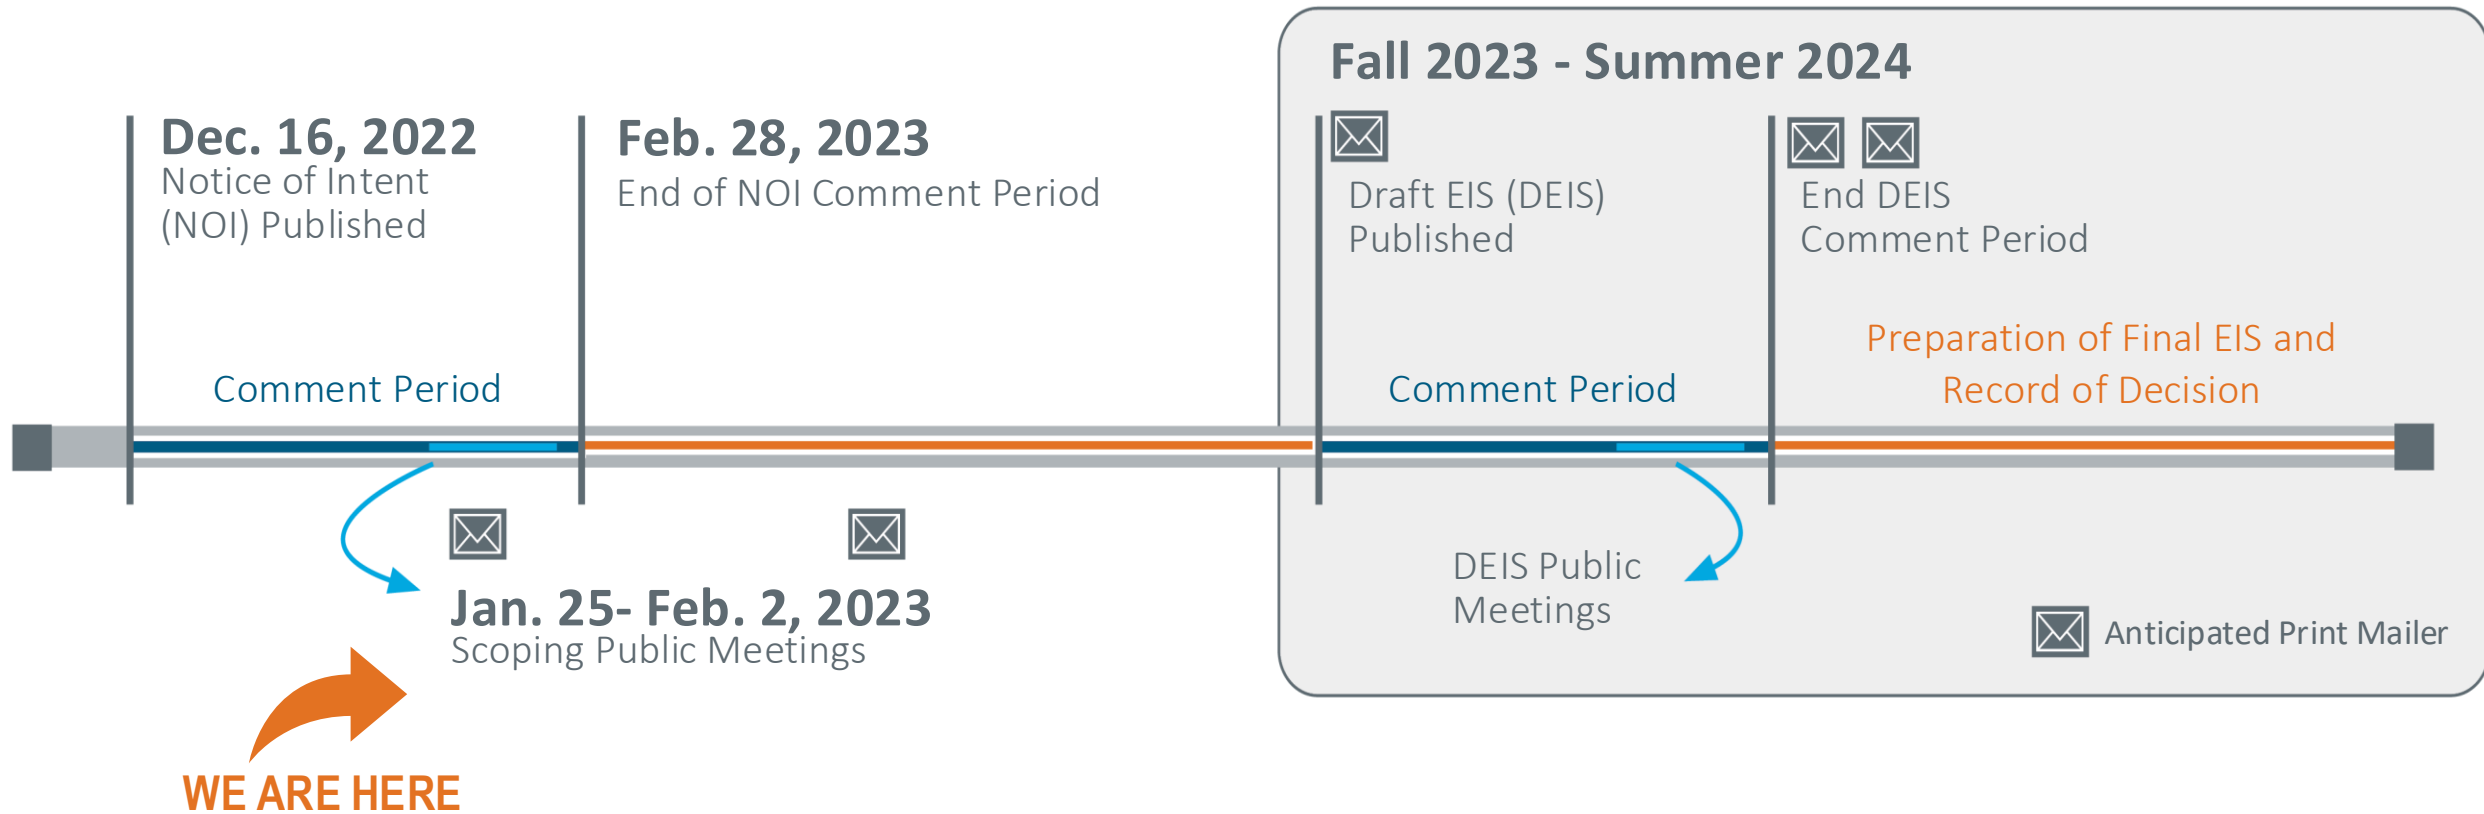 Fall 2023 - Summer 2024
Dec. 16, 2022
Notice of Intent
(NOI) Published
Feb. 28, 2023
End of NOI Comment Period
Draft EIS (DEIS)
Published
End DEIS
Comment Period
Comment Period
Comment Period
Preparation of Final EIS and
Record of Decision
Jan. 25- Feb. 2, 2023
Scoping Public Meetings
DEIS Public
Meetings
Anticipated Print Mailer
WE ARE HERE